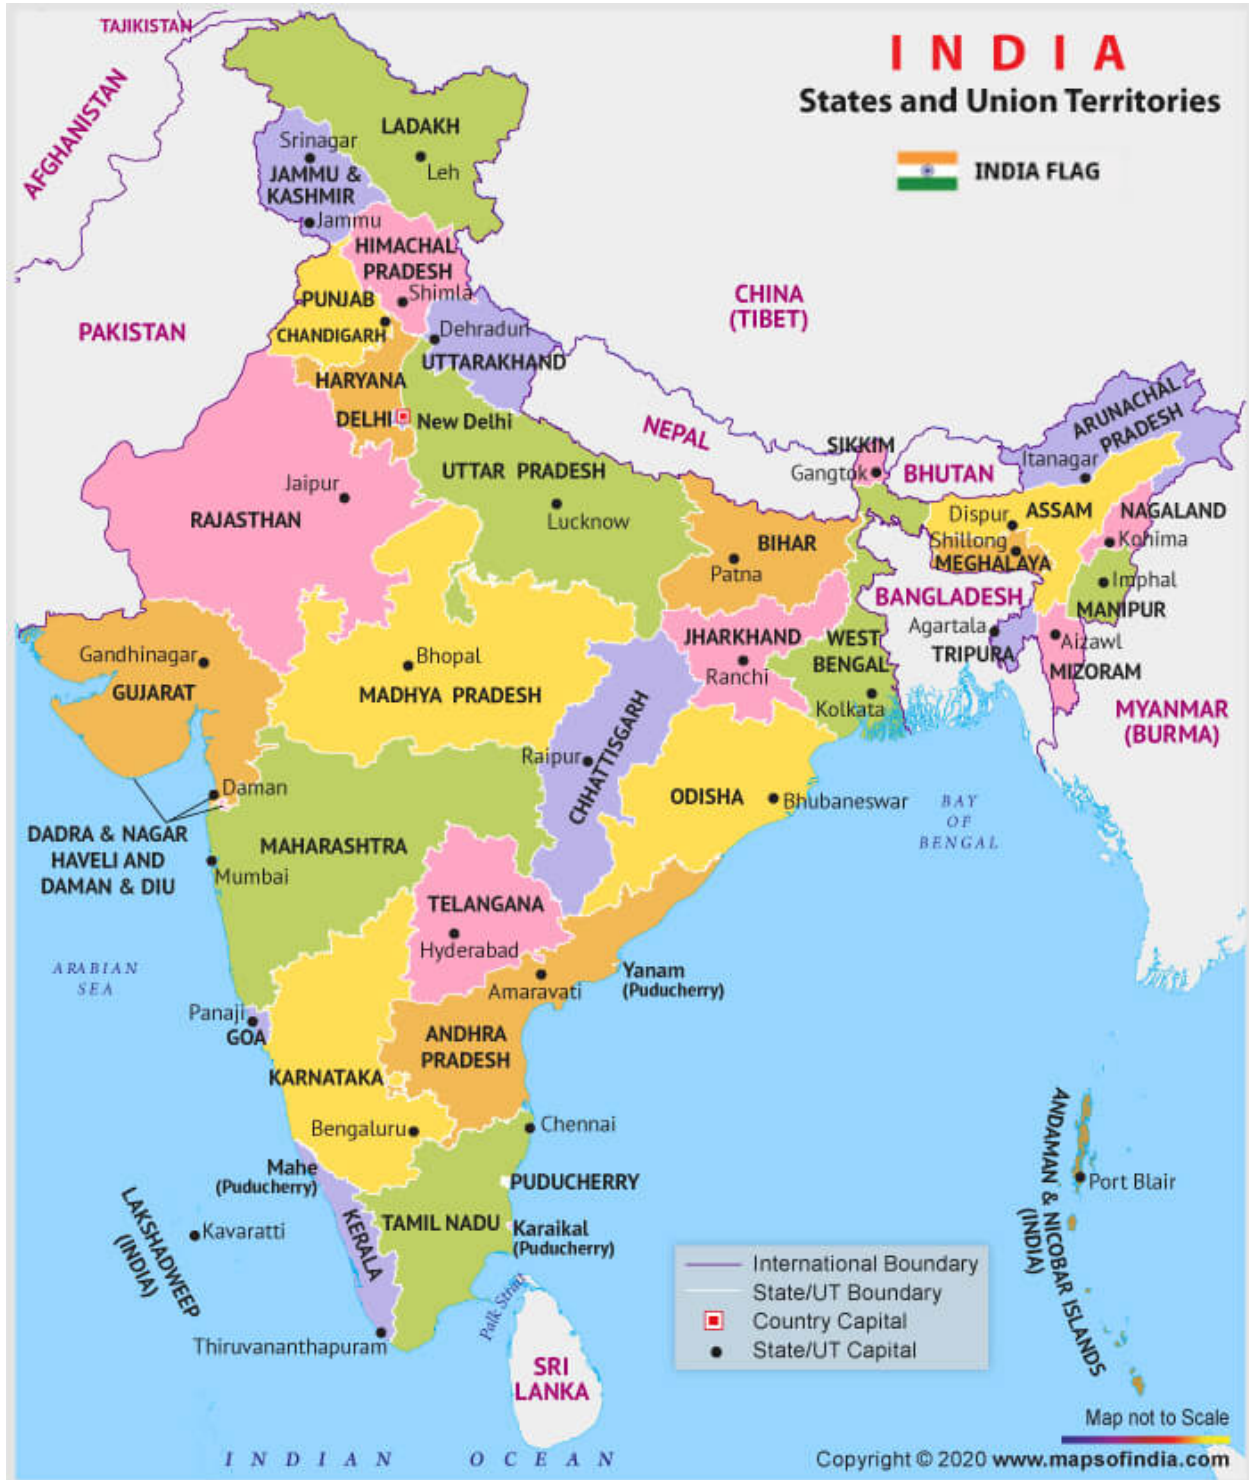 INDIA
States and Union Territories
INDIA FLAG
TAJIKISTAN
AFGHANISTAN
PAKISTAN
CHINA
(TIBET)
NEPAL
BHUTAN
BANGLADESH
MYANMAR
(BURMA)
SRI
LANKA
LADAKH
Leh
Srinagar
JAMMU &
KASHMIR
Jammu
HIMACHAL
PRADESH
Shimla
PUNJAB
CHANDIGARH
Dehradun
UTTARAKHAND
HARYANA
DELHI
New Delhi
UTTAR PRADESH
Lucknow
Jaipur
RAJASTHAN
SIKKIM
Gangtok
ARUNACHAL
PRADESH
Itanagar
Dispur
ASSAM
NAGALAND
Kohima
Shillong
MEGHALAYA
Imphal
MANIPUR
Agartala
TRIPURA
Aizawl
MIZORAM
BIHAR
Patna
JHARKHAND
Ranchi
WEST
BENGAL
Kolkata
Gandhinagar
GUJARAT
Bhopal
MADHYA PRADESH
Raipur
CHHATTISGARH
ODISHA
Bhubaneswar
Daman
DADRA & NAGAR
HAVELI AND
DAMAN & DIU
MAHARASHTRA
Mumbai
TELANGANA
Hyderabad
Amaravati
Yanam
(Puducherry)
ANDHRA
PRADESH
Panaji
GOA
KARNATAKA
Bengaluru
Chennai
Mahe
(Puducherry)
PUDUCHERRY
KERALA
TAMIL NADU
Karaikal
(Puducherry)
Thiruvananthapuram
LAKSHADWEEP
(INDIA)
Kavaratti
ANDAMAN & NICOBAR ISLANDS
(INDIA)
Port Blair
ARABIAN
SEA
BAY
OF
BENGAL
Palk Strait
INDIAN OCEAN
International Boundary
State/UT Boundary
Country Capital
State/UT Capital
Map not to Scale
Copyright © 2020 www.mapsofindia.com